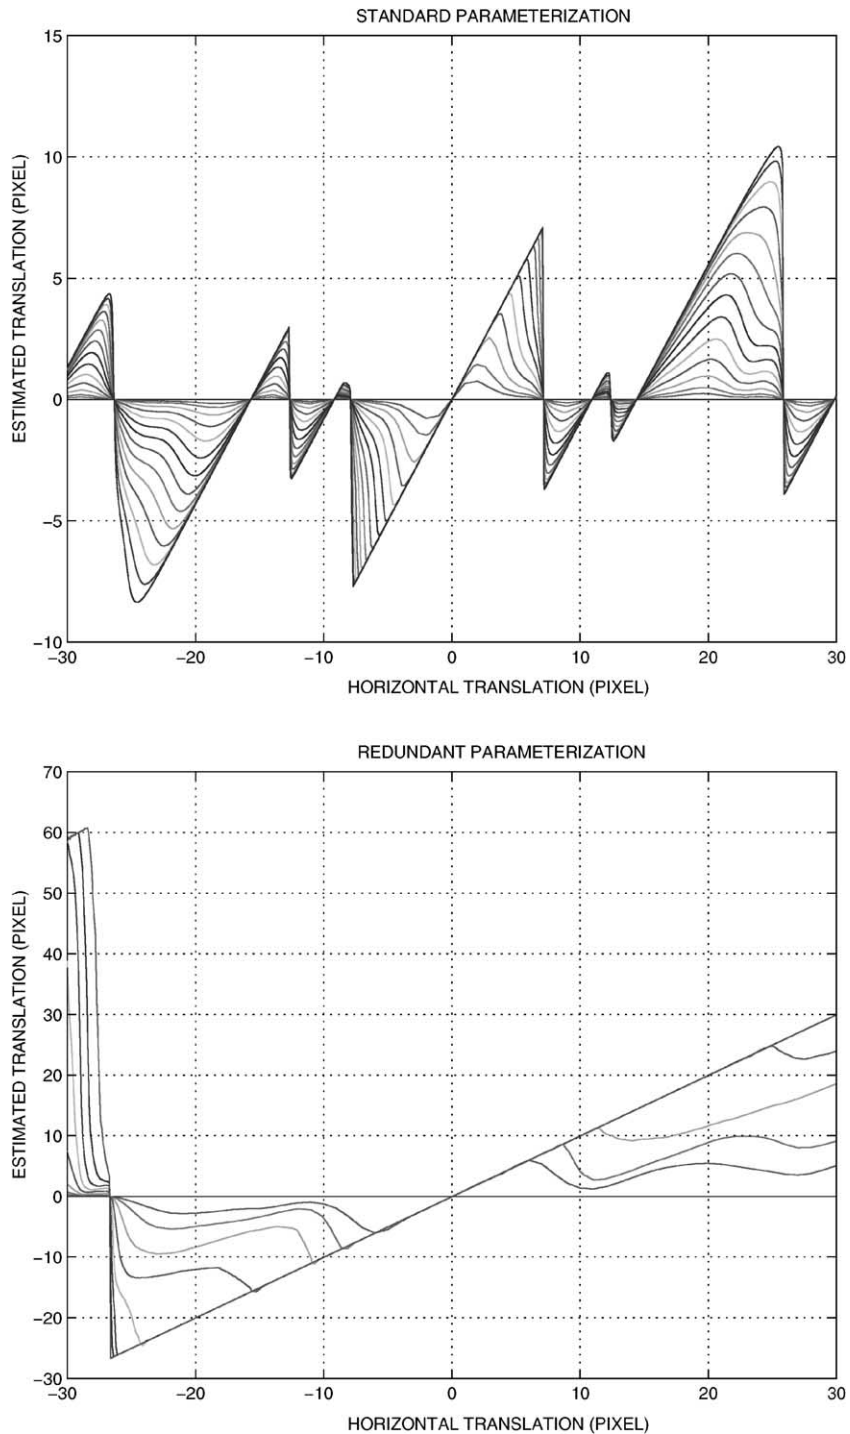 STANDARD PARAMETERIZATION
15
10
5
0
−5
−10
ESTIMATED TRANSLATION (PIXEL)
−30 −20 −10 0 10 20 30
HORIZONTAL TRANSLATION (PIXEL)
REDUNDANT PARAMETERIZATION
70
60
50
40
30
20
10
0
−10
−20
−30
ESTIMATED TRANSLATION (PIXEL)
−30 −20 −10 0 10 20 30
HORIZONTAL TRANSLATION (PIXEL)